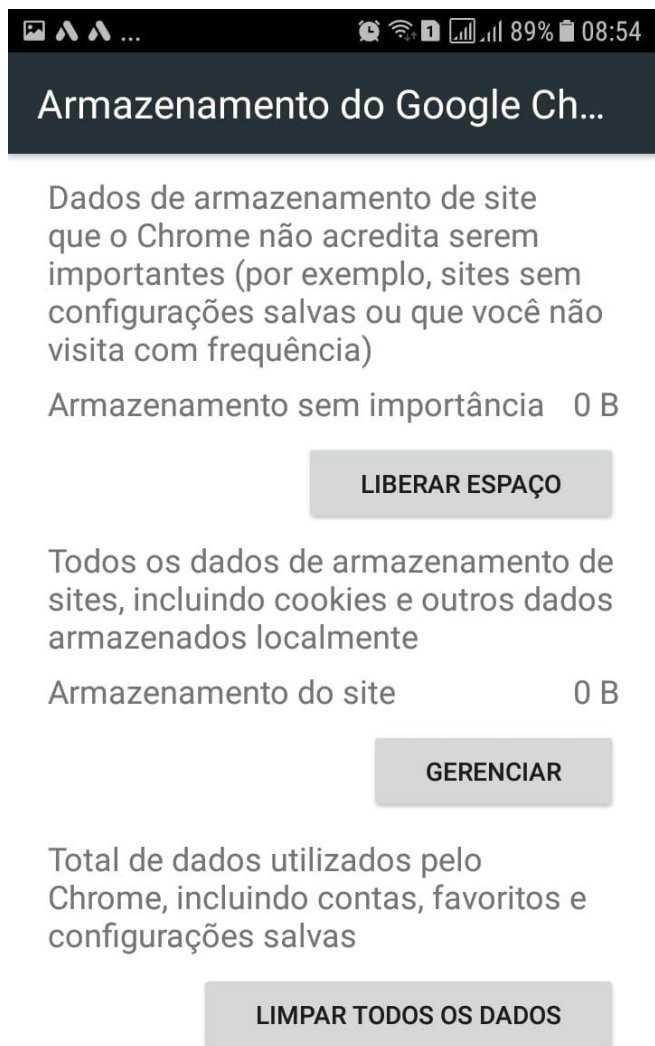 ... 1 89% 08:54
Armazenamento do Google Ch...
Dados de armazenamento de site
que o Chrome não acredita serem
importantes (por exemplo, sites sem
configurações salvas ou que você não
visita com frequência)
Armazenamento sem importância 0 B
LIBERAR ESPAÇO
Todos os dados de armazenamento de
sites, incluindo cookies e outros dados
armazenados localmente
Armazenamento do site 0 B
GERENCIAR
Total de dados utilizados pelo
Chrome, incluindo contas, favoritos e
configurações salvas
LIMPAR TODOS OS DADOS